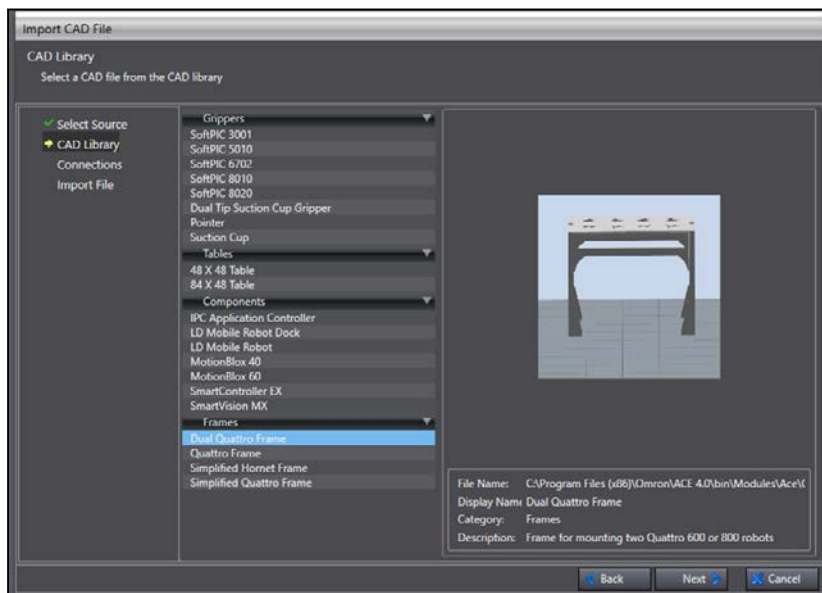 Import CAD File
CAD Library
Select a CAD file from the CAD library
Select Source
CAD Library
Connections
Import File
Grippers
SoftPIC 3001
SoftPIC 5010
SoftPIC 6702
SoftPIC 8010
SoftPIC 8020
Dual Tip Suction Cup Gripper
Pointer
Suction Cup
Tables
48 X 48 Table
84 X 48 Table
Components
IPC Application Controller
LD Mobile Robot Dock
LD Mobile Robot
MotionBlox 40
MotionBlox 60
SmartController EX
SmartVision MX
Frames
Dual Quattro Frame
Quattro Frame
Simplified Hornet Frame
Simplified Quattro Frame
File Name: C:\Program Files (x86)\Omron\ACE 4.0\bin\Modules\Ace\
Display Name Dual Quattro Frame
Category: Frames
Description: Frame for mounting two Quattro 600 or 800 robots
Back Next Cancel